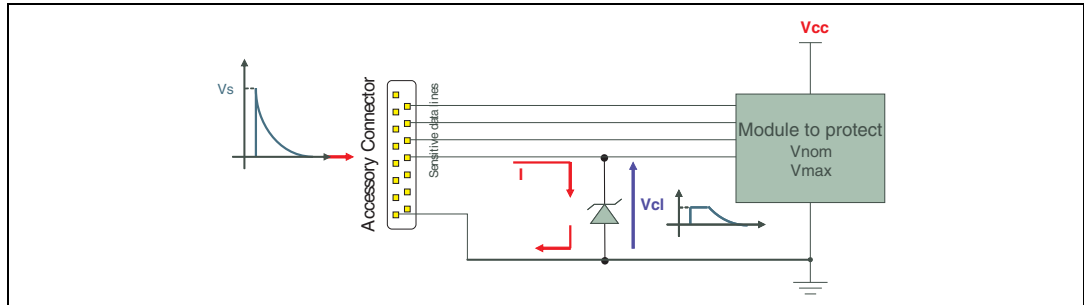 Vcc
Vs
Accessory Connector
Sensitive data lines
Module to protect
Vnom
Vmax
I
Vcl